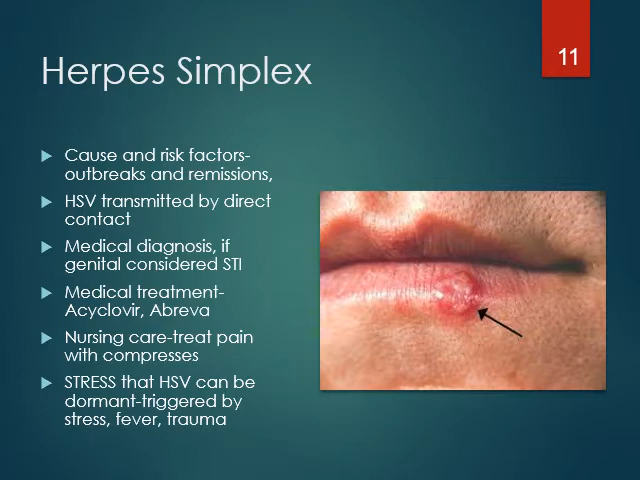 Herpes Simplex
11
Cause and risk factors-
outbreaks and remissions,
HSV transmitted by direct
contact
Medical diagnosis, if
genital considered STI
Medical treatment-
Acyclovir, Abreva
Nursing care-treat pain
with compresses
STRESS that HSV can be
dormant-triggered by
stress, fever, trauma